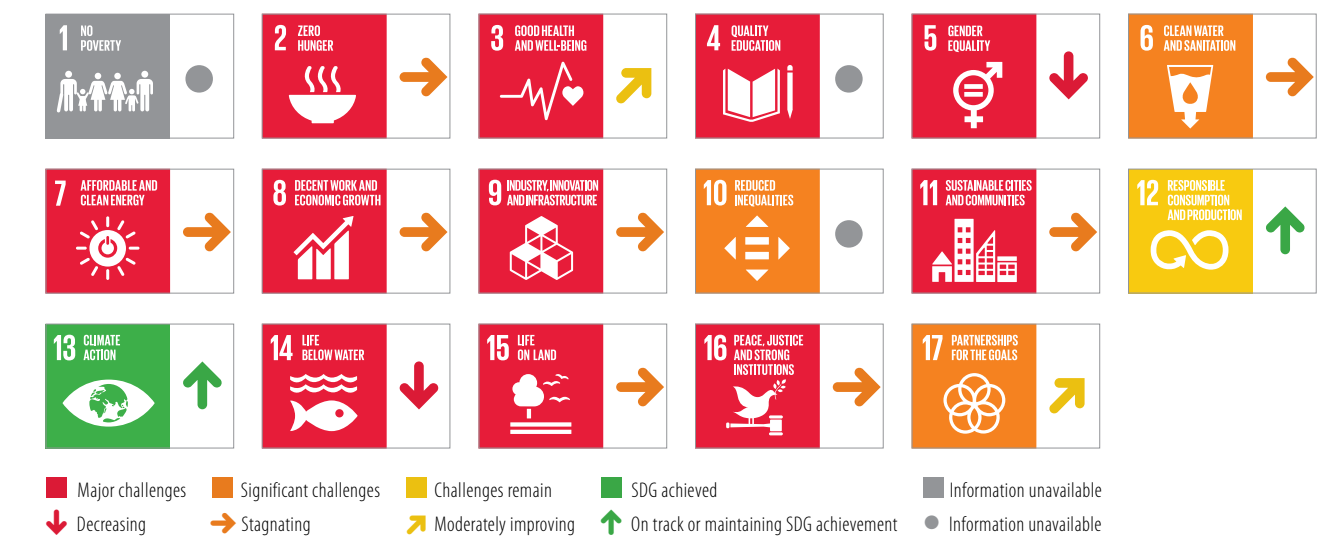 1 NO
POVERTY
2 ZERO
HUNGER
3 GOOD HEALTH
AND WELL-BEING
4 QUALITY
EDUCATION
5 GENDER
EQUALITY
6 CLEAN WATER
AND SANITATION
7 AFFORDABLE AND
CLEAN ENERGY
8 DECENT WORK AND
ECONOMIC GROWTH
9 INDUSTRY, INNOVATION
AND INFRASTRUCTURE
10 REDUCED
INEQUALITIES
11 SUSTAINABLE CITIES
AND COMMUNITIES
12 RESPONSIBLE
CONSUMPTION
AND PRODUCTION
13 CLIMATE
ACTION
14 LIFE
BELOW WATER
15 LIFE
ON LAND
16 PEACE, JUSTICE
AND STRONG
INSTITUTIONS
17 PARTNERSHIPS
FOR THE GOALS
Major challenges
Significant challenges
Challenges remain
SDG achieved
Information unavailable
Decreasing
Stagnating
Moderately improving
On track or maintaining SDG achievement
Information unavailable